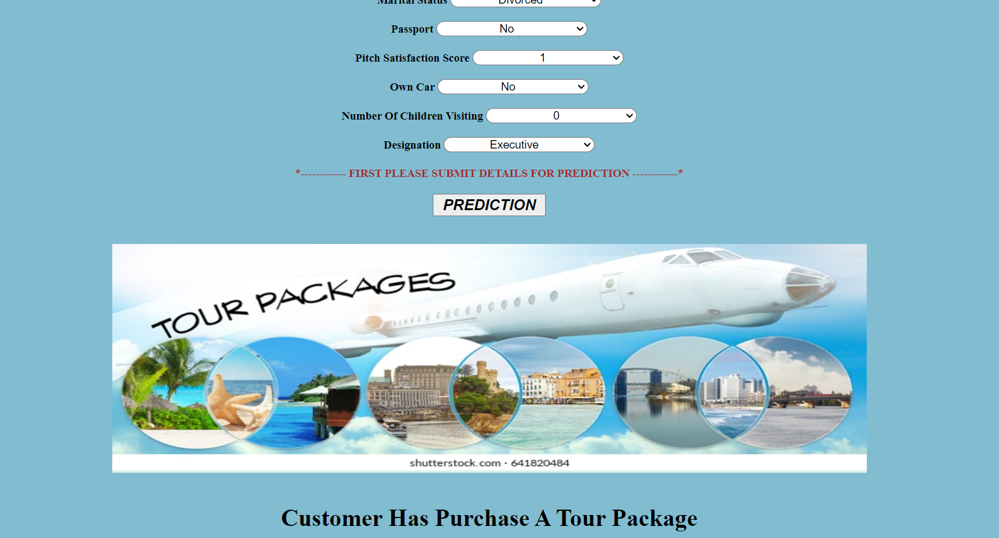 Marital Status Divorced
Passport No
Pitch Satisfaction Score 1
Own Car No
Number Of Children Visiting 0
Designation Executive
*------------ FIRST PLEASE SUBMIT DETAILS FOR PREDICTION ------------*
PREDICTION
TOUR PACKAGES
shutterstock.com · 641820484
Customer Has Purchase A Tour Package